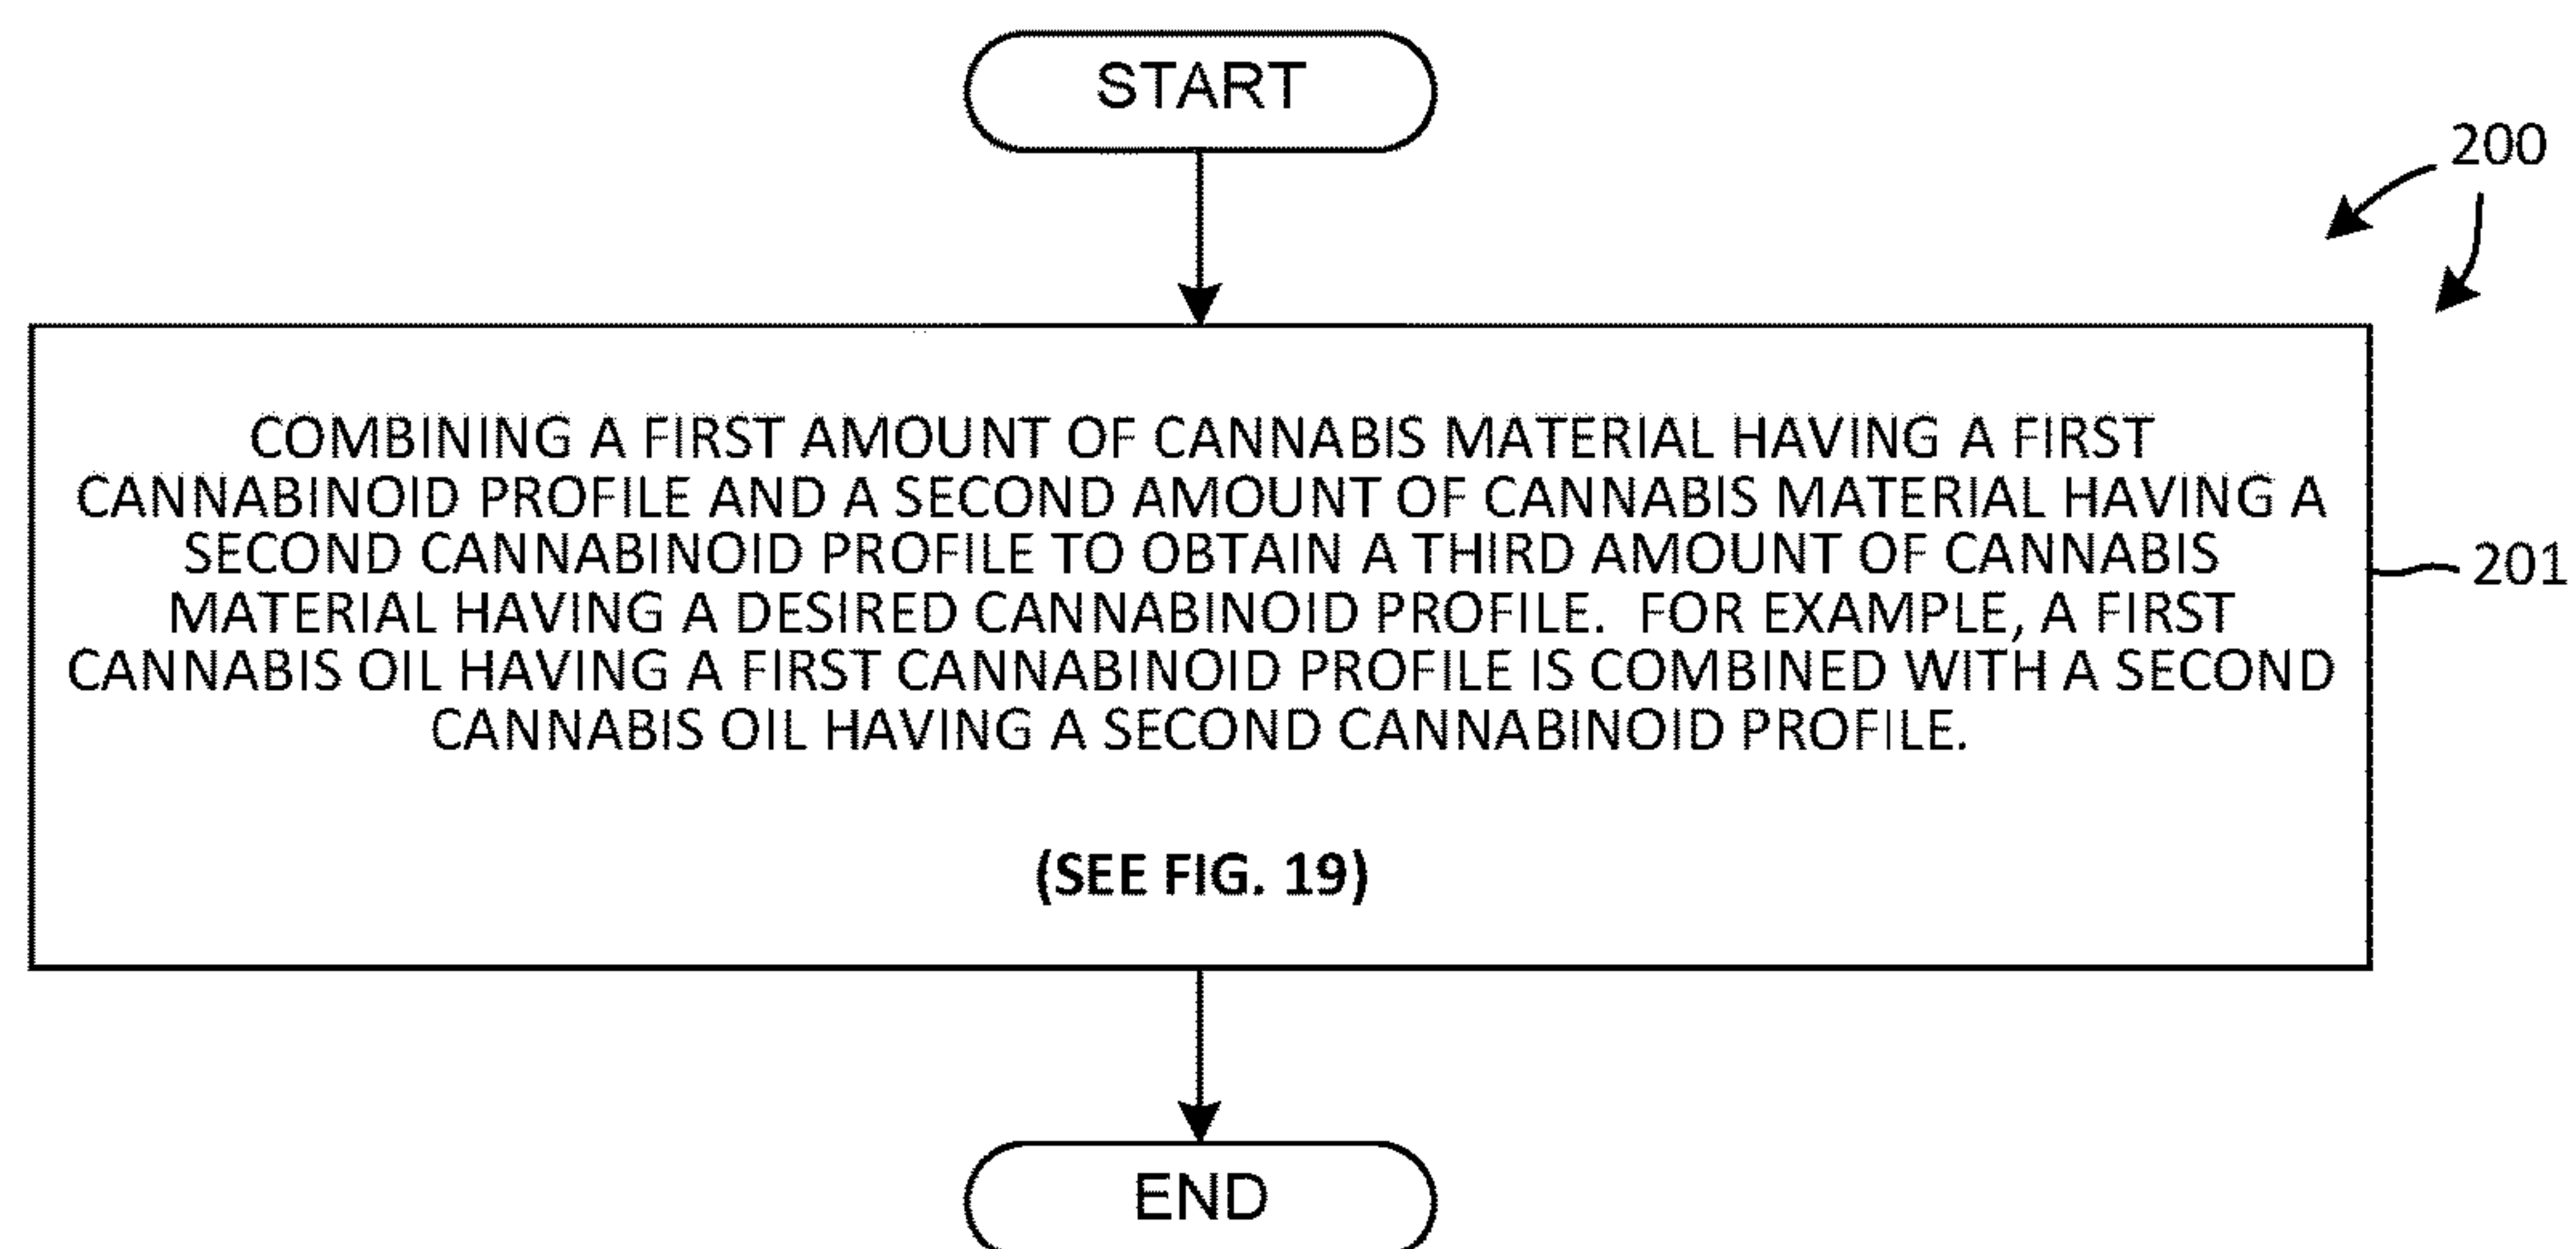 START
200
COMBINING A FIRST AMOUNT OF CANNABIS MATERIAL HAVING A FIRST
CANNABINOID PROFILE AND A SECOND AMOUNT OF CANNABIS MATERIAL HAVING A
SECOND CANNABINOID PROFILE TO OBTAIN A THIRD AMOUNT OF CANNABIS
MATERIAL HAVING A DESIRED CANNABINOID PROFILE. FOR EXAMPLE, A FIRST
CANNABIS OIL HAVING A FIRST CANNABINOID PROFILE IS COMBINED WITH A SECOND
CANNABIS OIL HAVING A SECOND CANNABINOID PROFILE.
(SEE FIG. 19)
201
END